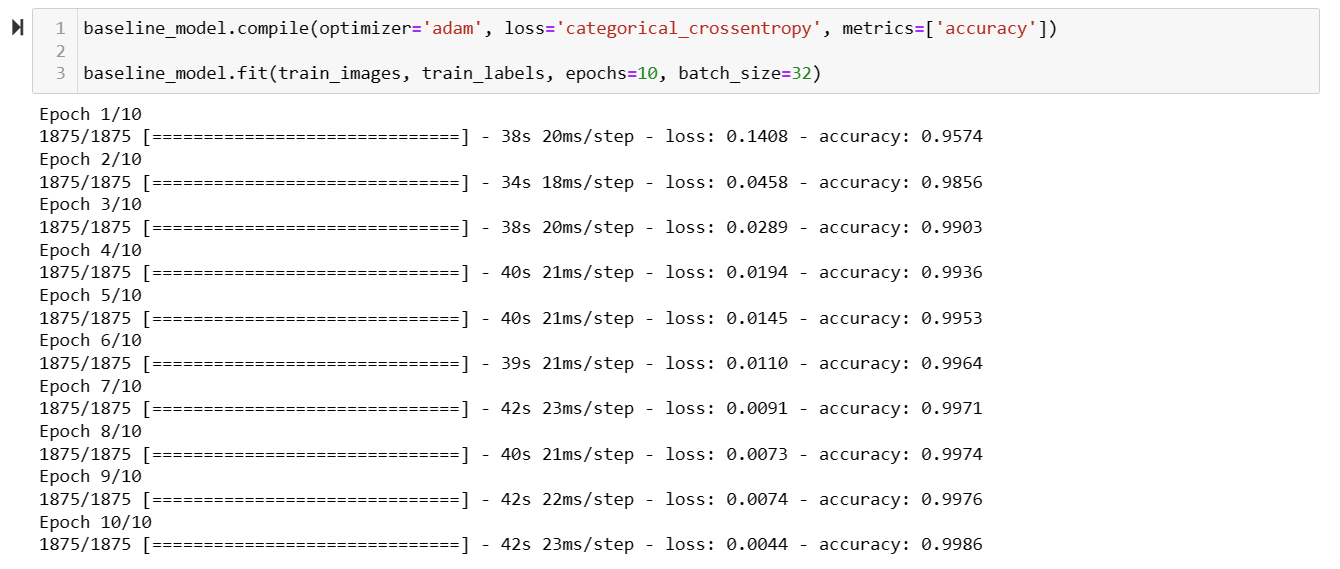 1 baseline_model.compile(optimizer='adam', loss='categorical_crossentropy', metrics=['accuracy'])
2
3 baseline_model.fit(train_images, train_labels, epochs=10, batch_size=32)
Epoch 1/10
1875/1875 [==============================] - 38s 20ms/step - loss: 0.1408 - accuracy: 0.9574
Epoch 2/10
1875/1875 [==============================] - 34s 18ms/step - loss: 0.0458 - accuracy: 0.9856
Epoch 3/10
1875/1875 [==============================] - 38s 20ms/step - loss: 0.0289 - accuracy: 0.9903
Epoch 4/10
1875/1875 [==============================] - 40s 21ms/step - loss: 0.0194 - accuracy: 0.9936
Epoch 5/10
1875/1875 [==============================] - 40s 21ms/step - loss: 0.0145 - accuracy: 0.9953
Epoch 6/10
1875/1875 [==============================] - 39s 21ms/step - loss: 0.0110 - accuracy: 0.9964
Epoch 7/10
1875/1875 [==============================] - 42s 23ms/step - loss: 0.0091 - accuracy: 0.9971
Epoch 8/10
1875/1875 [==============================] - 40s 21ms/step - loss: 0.0073 - accuracy: 0.9974
Epoch 9/10
1875/1875 [==============================] - 42s 22ms/step - loss: 0.0074 - accuracy: 0.9976
Epoch 10/10
1875/1875 [==============================] - 42s 23ms/step - loss: 0.0044 - accuracy: 0.9986